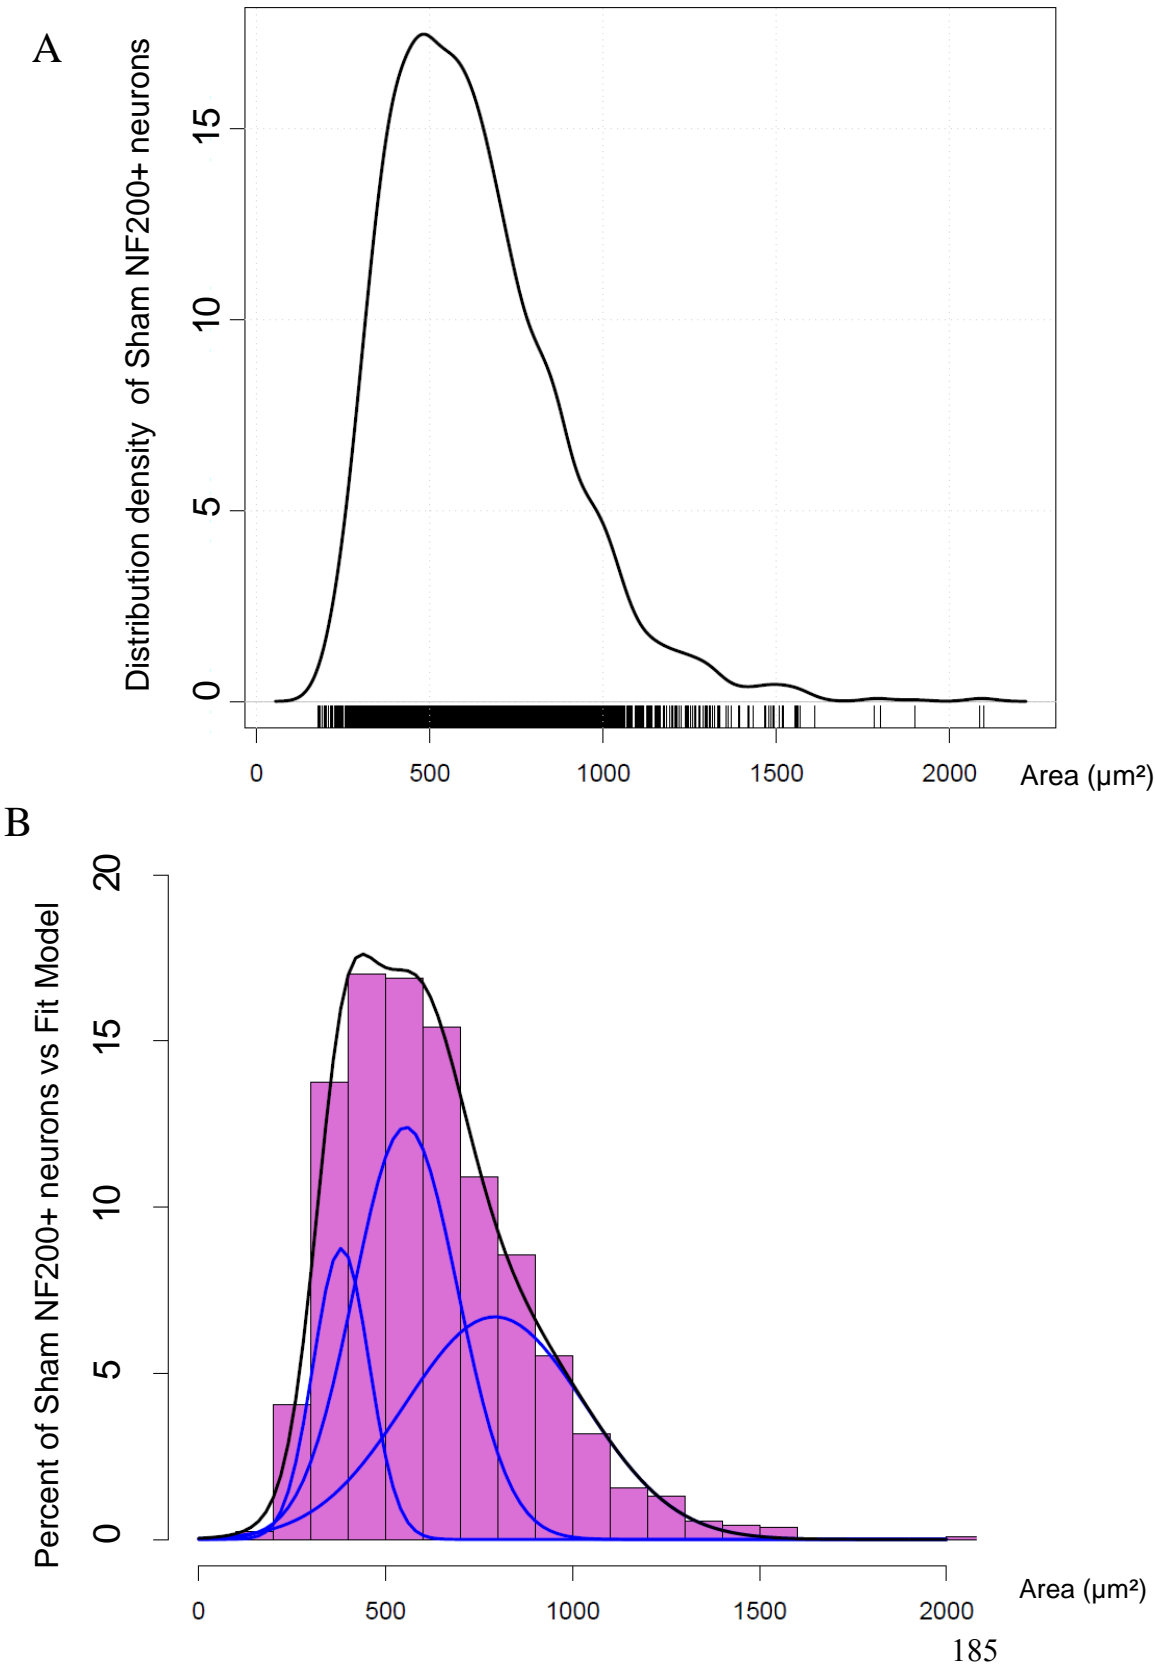 A
Distribution density of Sham NF200+ neurons
15
10
5
0
0 500 1000 1500 2000 Area (µm²)
B
Percent of Sham NF200+ neurons vs Fit Model
20
15
10
5
0
0 500 1000 1500 2000 Area (µm²)
185